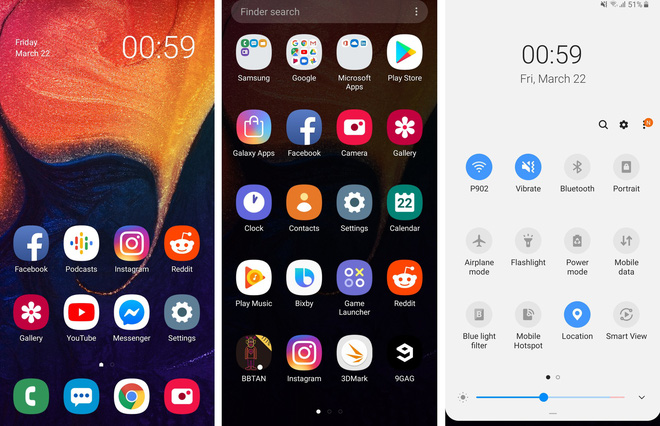 Friday
March 22
00:59
Facebook
Podcasts
Instagram
Reddit
Gallery
YouTube
Messenger
Settings
Finder search
Samsung
Google
Microsoft
Apps
Play Store
Galaxy Apps
Facebook
Camera
Gallery
Clock
Contacts
Settings
22
Calendar
Play Music
Bixby
Game
Launcher
Reddit
BBTAN
Instagram
3DMark
9GAG
51%
00:59
Fri, March 22
N
P902
Vibrate
Bluetooth
Portrait
Airplane
mode
Flashlight
Power
mode
Mobile
data
B
Blue light
filter
Mobile
Hotspot
Location
Smart View